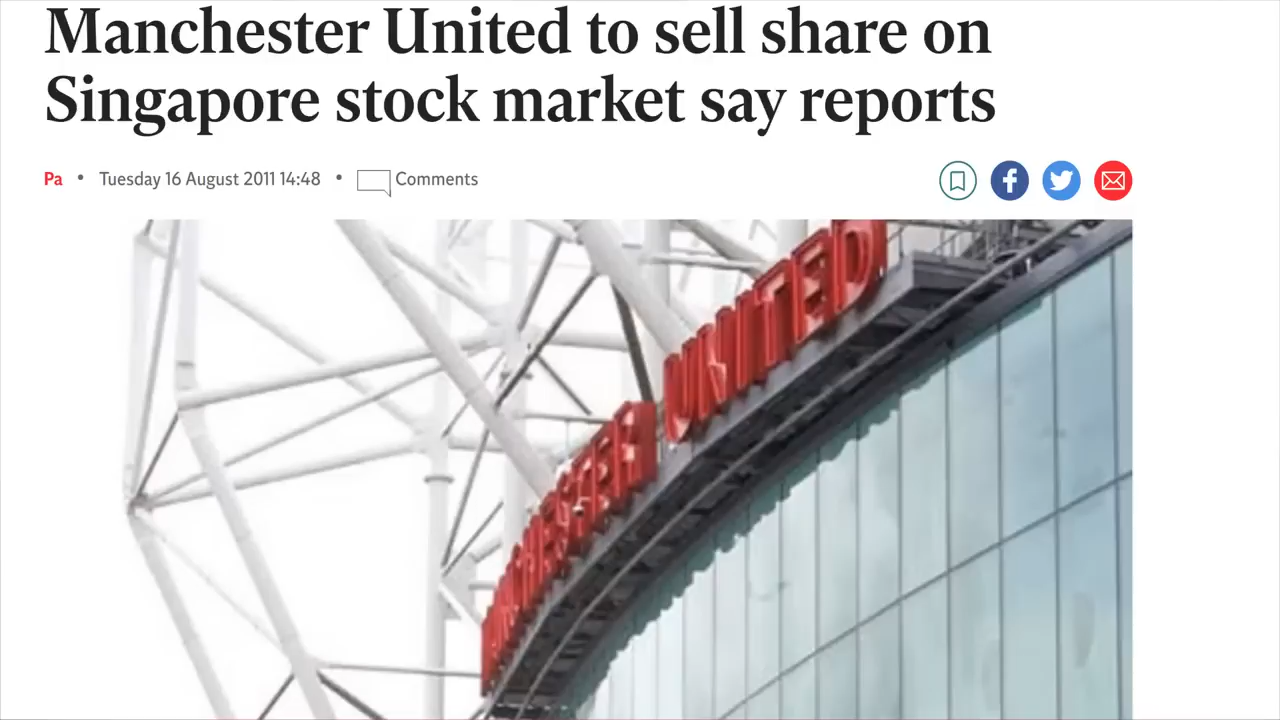 Manchester United to sell share on
Singapore stock market say reports
Pa • Tuesday 16 August 2011 14:48 • Comments
MANCHESTER UNITED